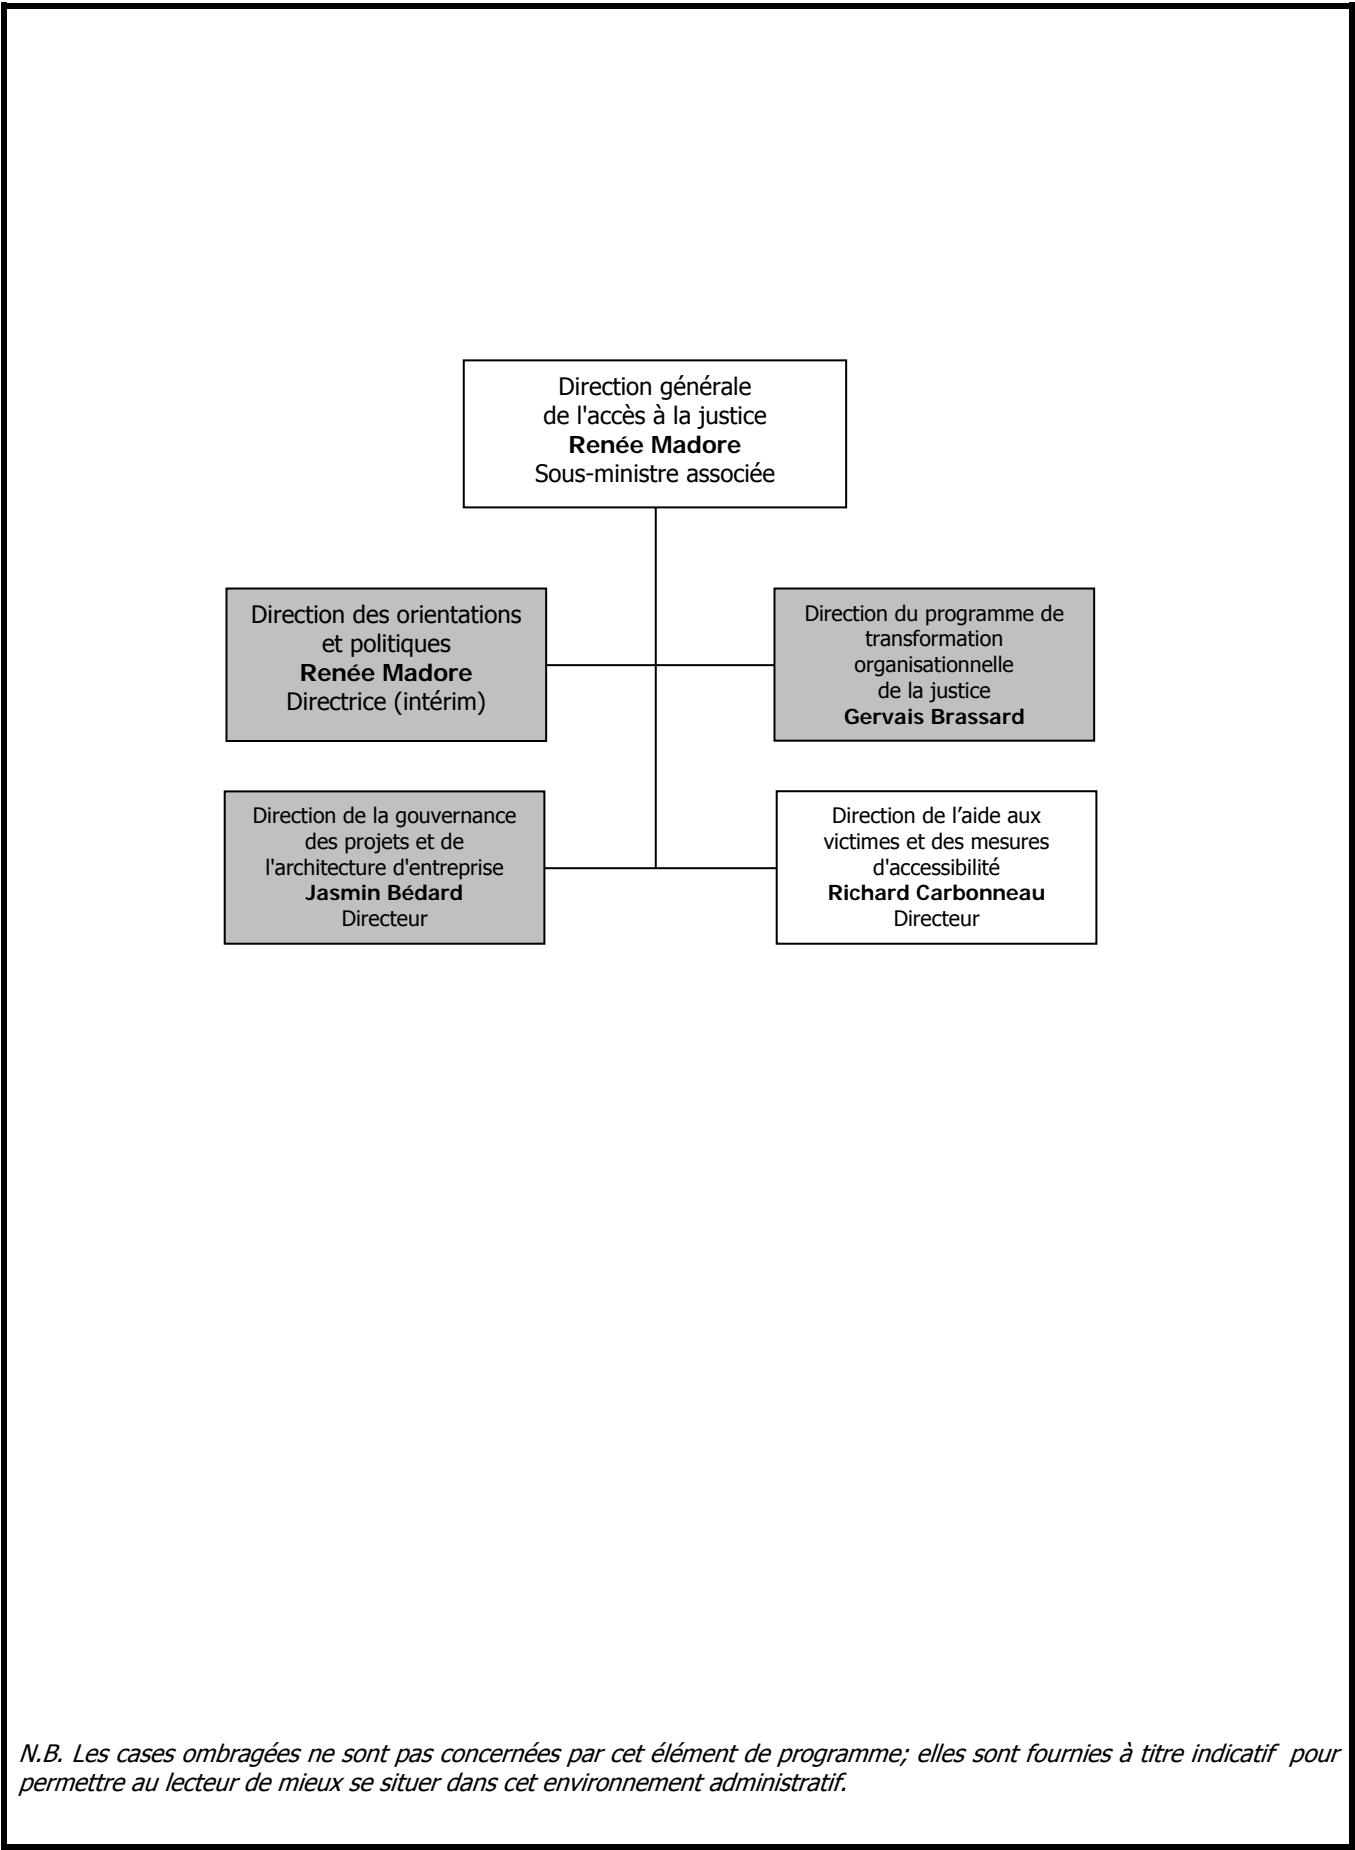 Direction générale
de l'accès à la justice
Renée Madore
Sous-ministre associée
Direction des orientations
et politiques
Renée Madore
Directrice (intérim)
Direction du programme de
transformation
organisationnelle
de la justice
Gervais Brassard
Direction de la gouvernance
des projets et de
l'architecture d'entreprise
Jasmin Bédard
Directeur
Direction de l’aide aux
victimes et des mesures
d'accessibilité
Richard Carbonneau
Directeur
N.B. Les cases ombragées ne sont pas concernées par cet élément de programme; elles sont fournies à titre indicatif pour
permettre au lecteur de mieux se situer dans cet environnement administratif.